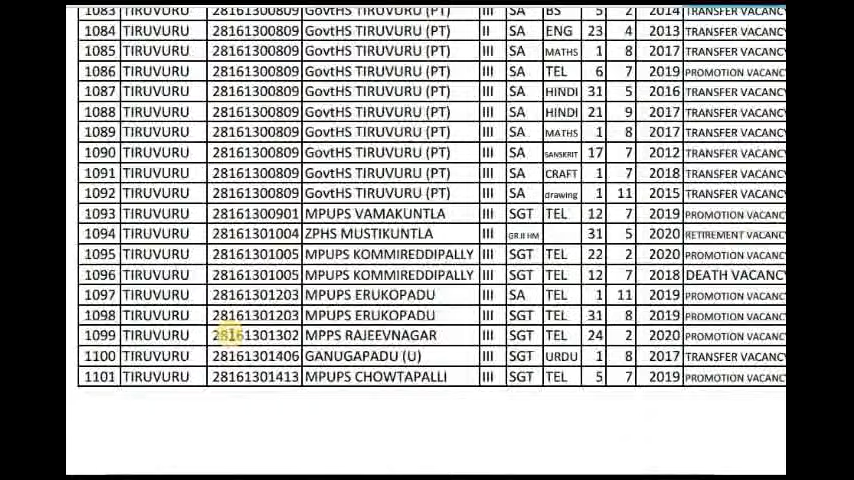 1083 TIRUVURU 28161300809 GovtHS TIRUVURU (PT) III SA BS 5 2 2014 TRANSFER VACANCY
1084 TIRUVURU 28161300809 GovtHS TIRUVURU (PT) II SA ENG 23 4 2013 TRANSFER VACANCY
1085 TIRUVURU 28161300809 GovtHS TIRUVURU (PT) III SA MATHS 1 8 2017 TRANSFER VACANCY
1086 TIRUVURU 28161300809 GovtHS TIRUVURU (PT) III SA TEL 6 7 2019 PROMOTION VACANC
1087 TIRUVURU 28161300809 GovtHS TIRUVURU (PT) III SA HINDI 31 5 2016 TRANSFER VACANCY
1088 TIRUVURU 28161300809 GovtHS TIRUVURU (PT) III SA HINDI 21 9 2017 TRANSFER VACANCY
1089 TIRUVURU 28161300809 GovtHS TIRUVURU (PT) III SA MATHS 1 8 2017 TRANSFER VACANCY
1090 TIRUVURU 28161300809 GovtHS TIRUVURU (PT) III SA SANSKRIT 17 7 2012 TRANSFER VACANCY
1091 TIRUVURU 28161300809 GovtHS TIRUVURU (PT) III SA CRAFT 1 7 2018 TRANSFER VACANCY
1092 TIRUVURU 28161300809 GovtHS TIRUVURU (PT) III SA drawing 1 11 2015 TRANSFER VACANCY
1093 TIRUVURU 28161300901 MPUPS VAMAKUNTLA III SGT TEL 12 7 2019 PROMOTION VACANC
1094 TIRUVURU 28161301004 ZPHS MUSTIKUNTLA III GR II HM 31 5 2020 RETIREMENT VACANC
1095 TIRUVURU 28161301005 MPUPS KOMMIREDDIPALLY III SGT TEL 22 2 2020 PROMOTION VACANC
1096 TIRUVURU 28161301005 MPUPS KOMMIREDDIPALLY III SGT TEL 12 7 2018 DEATH VACANCY
1097 TIRUVURU 28161301203 MPUPS ERUKOPADU III SA TEL 1 11 2019 PROMOTION VACANC
1098 TIRUVURU 28161301203 MPUPS ERUKOPADU III SGT TEL 31 8 2019 PROMOTION VACANC
1099 TIRUVURU 28161301302 MPPS RAJEEVNAGAR III SGT TEL 24 2 2020 PROMOTION VACANC
1100 TIRUVURU 28161301406 GANUGAPADU (U) III SGT URDU 1 8 2017 TRANSFER VACANCY
1101 TIRUVURU 28161301413 MPUPS CHOWTAPALLI III SGT TEL 5 7 2019 PROMOTION VACANC